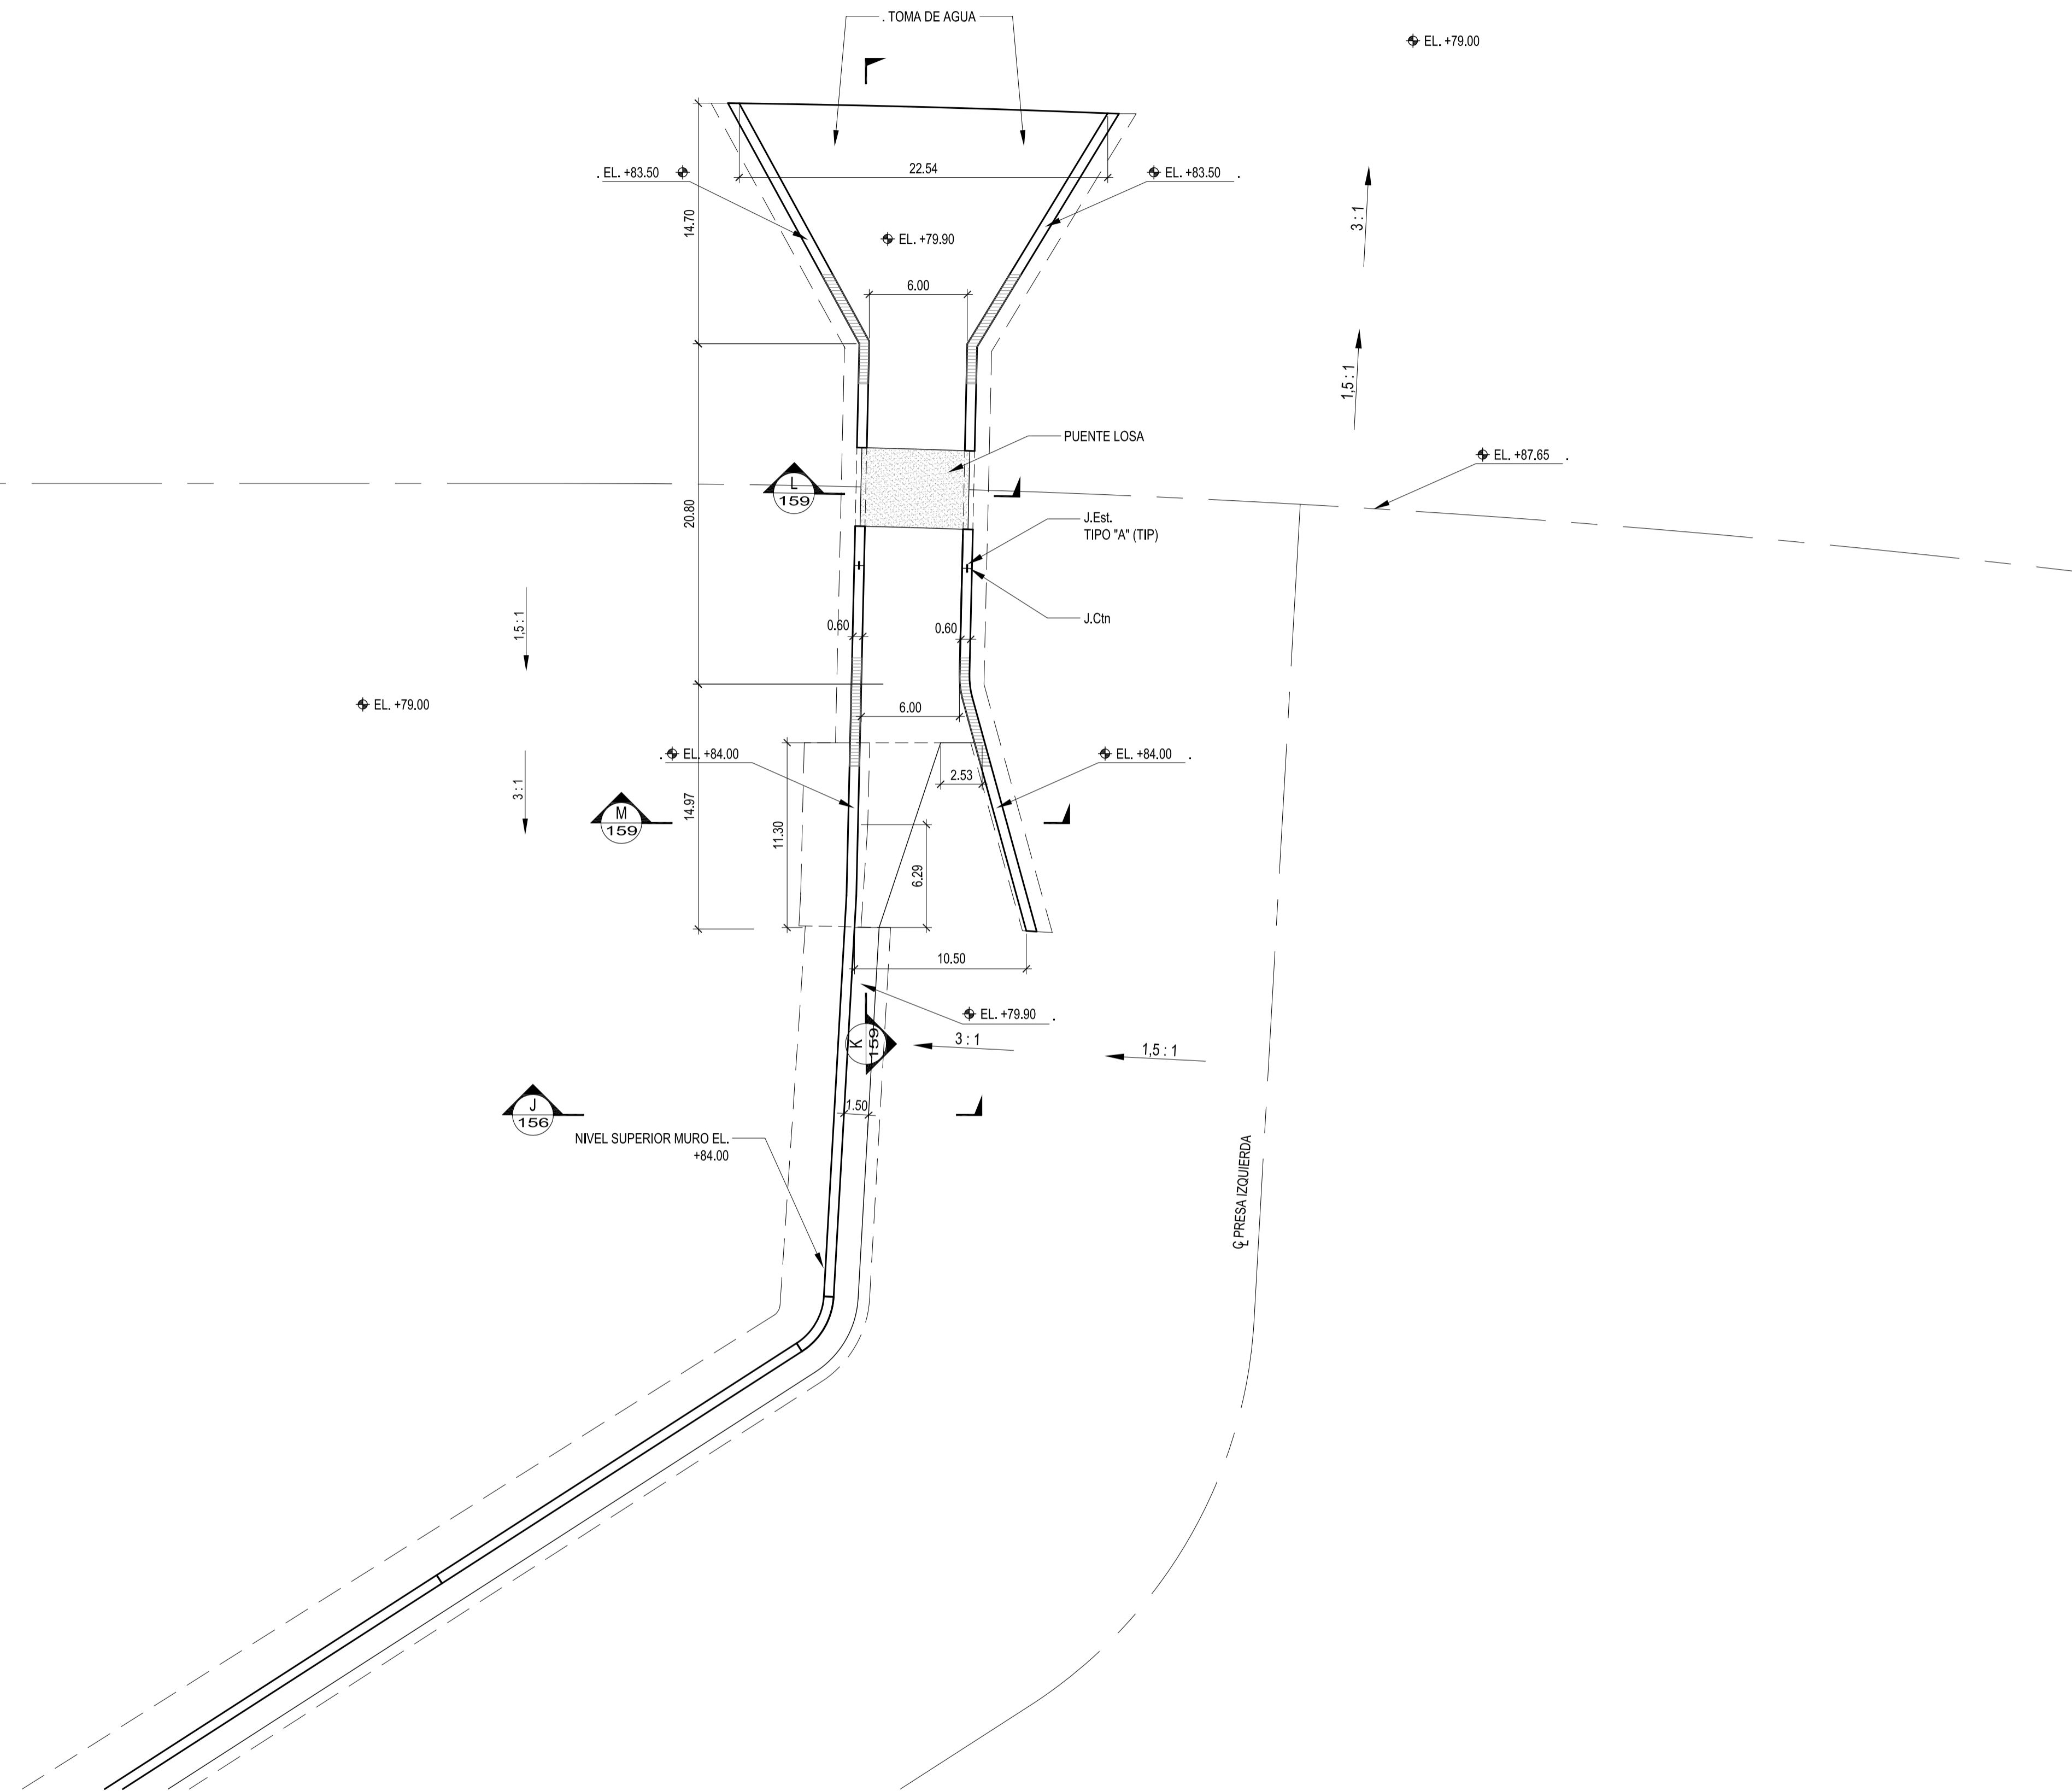 . TOMA DE AGUA
EL. +79.00
. EL. +83.50
22.54
EL. +83.50 .
14.70
3 : 1
EL. +79.90
6.00
1,5 : 1
PUENTE LOSA
EL. +87.65 .
L
159
20.80
J.Est.
TIPO "A" (TIP)
J.Ctn
1,5 : 1
0.60
0.60
EL. +79.00
6.00
. EL. +84.00
EL. +84.00 .
2.53
3 : 1
M
159
14.97
11.30
6.29
10.50
EL. +79.90 .
K
159
3 : 1
1,5 : 1
J
156
1.50
NIVEL SUPERIOR MURO EL.
+84.00
℄ PRESA IZQUIERDA